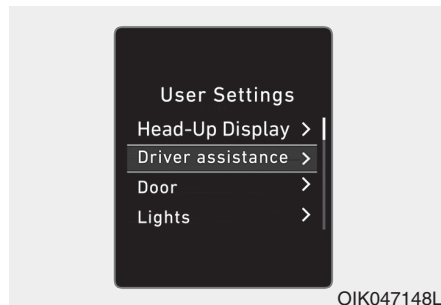 User Settings
Head-Up Display >
Driver assistance >
Door >
Lights >
OIK047148L